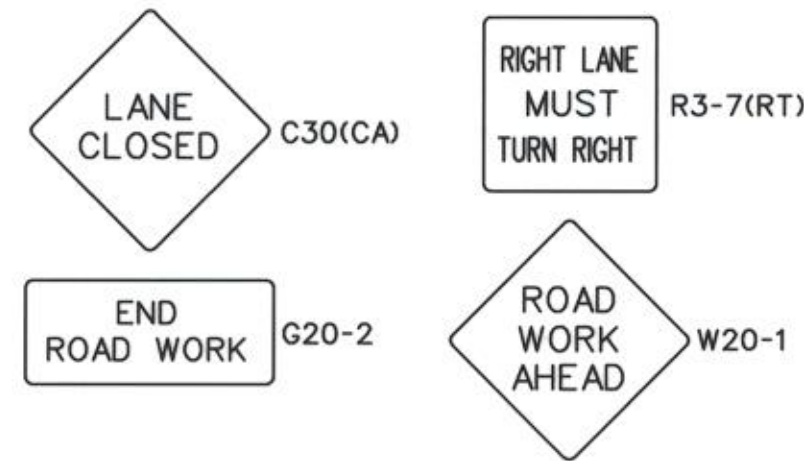 LANE
CLOSED
C30(CA)
RIGHT LANE
MUST
TURN RIGHT
R3-7(RT)
END
ROAD WORK
G20-2
ROAD
WORK
AHEAD
W20-1